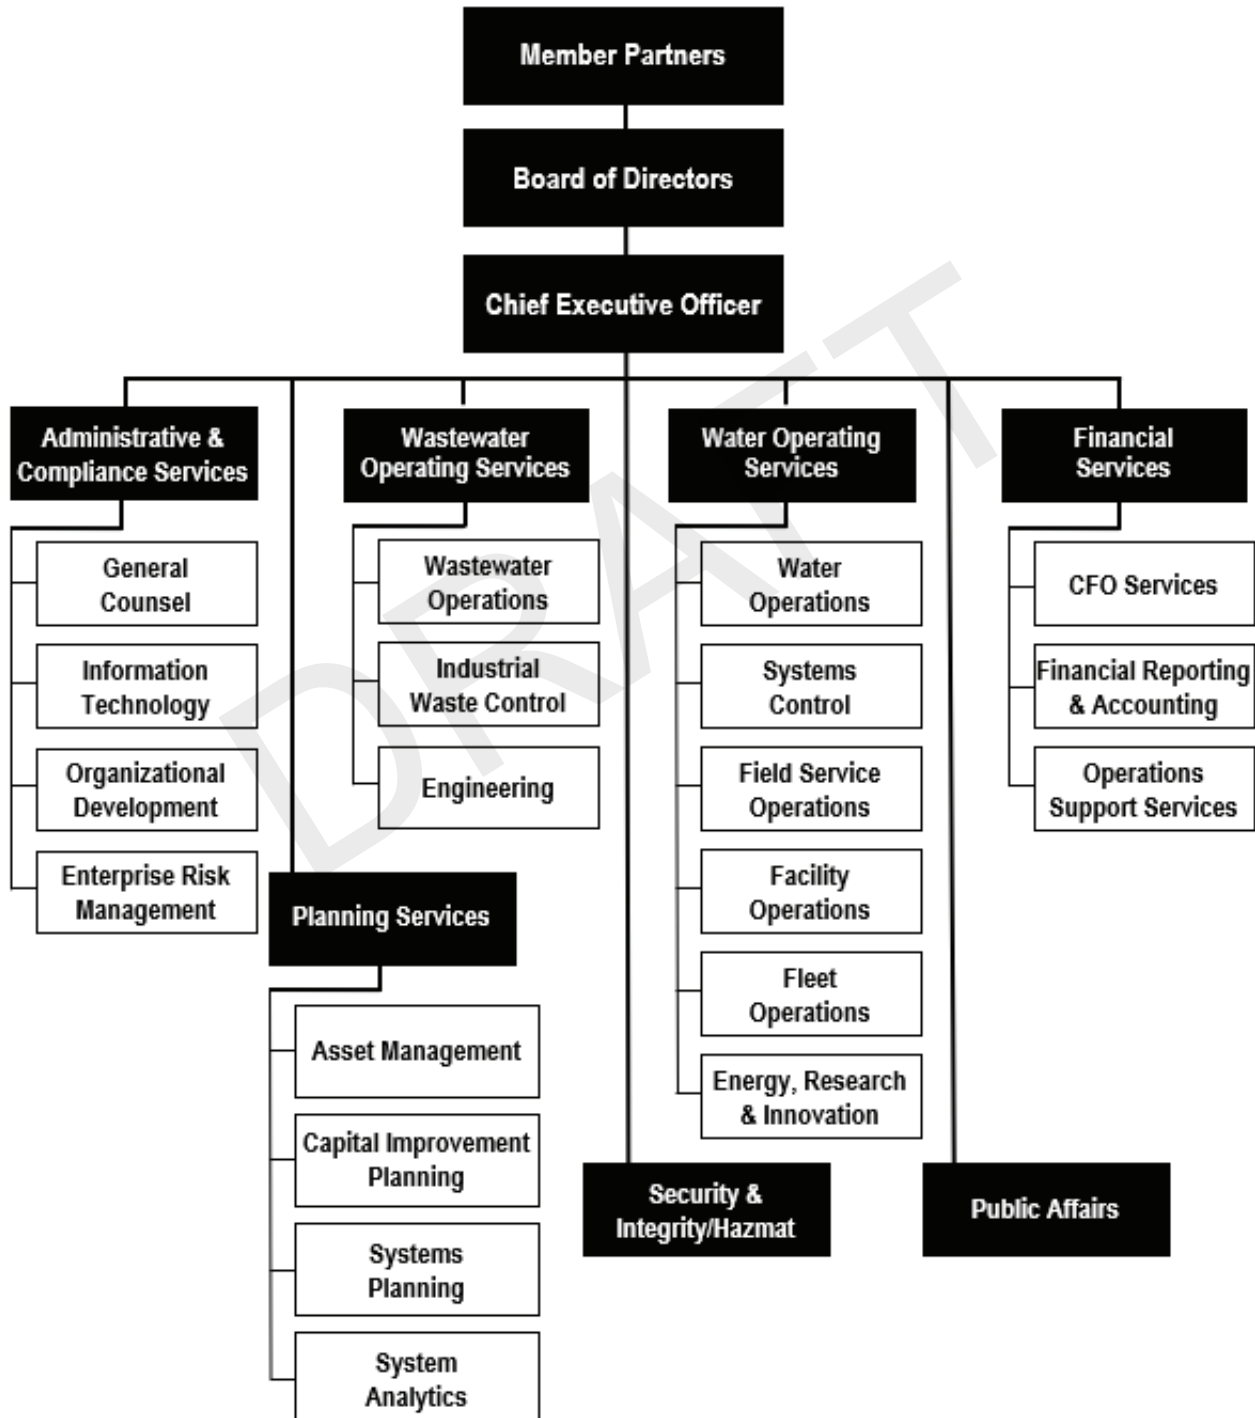 Member Partners
Board of Directors
Chief Executive Officer
Administrative &
Compliance Services
General
Counsel
Information
Technology
Organizational
Development
Enterprise Risk
Management
Planning Services
Asset Management
Capital Improvement
Planning
Systems
Planning
System
Analytics
Wastewater
Operating Services
Wastewater
Operations
Industrial
Waste Control
Engineering
Water Operating
Services
Water
Operations
Systems
Control
Field Service
Operations
Facility
Operations
Fleet
Operations
Energy, Research
& Innovation
Security &
Integrity/Hazmat
Financial
Services
CFO Services
Financial Reporting
& Accounting
Operations
Support Services
Public Affairs
DRAFT